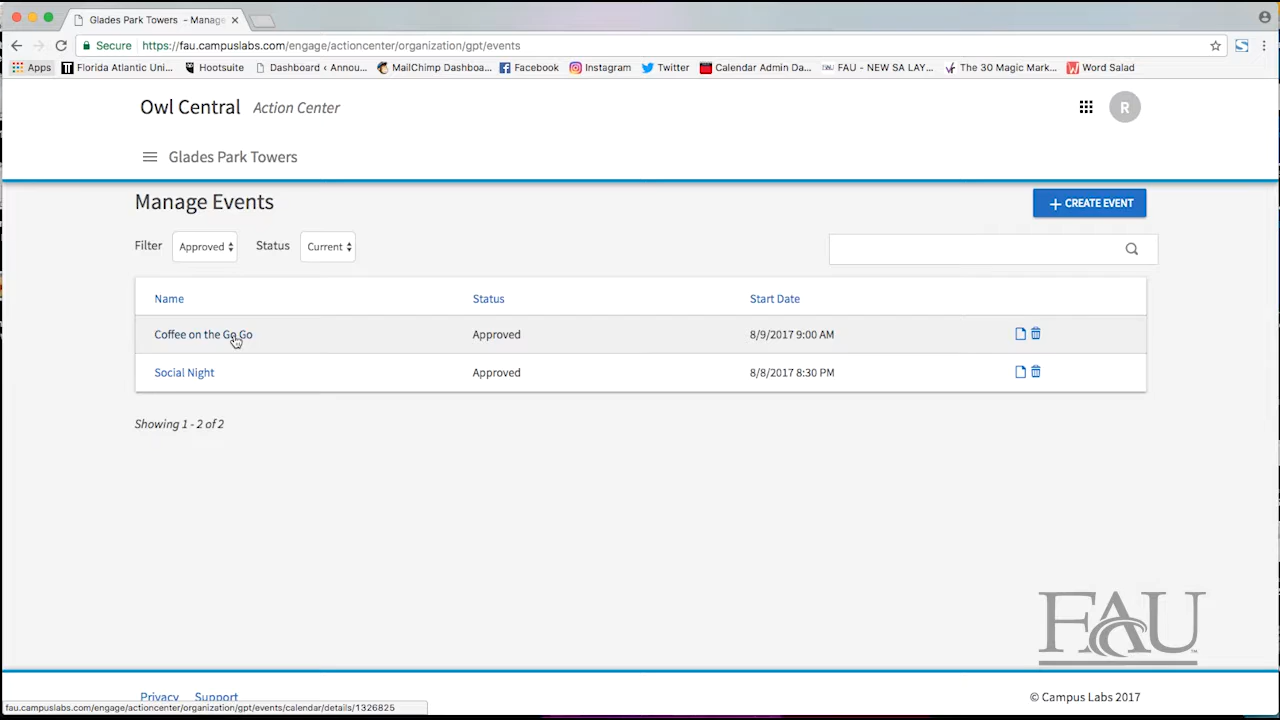 Glades Park Towers - Manage
Secure https://fau.campuslabs.com/engage/actioncenter/organization/gpt/events
Apps Florida Atlantic Uni... Hootsuite Dashboard ‹ Annou... MailChimp Dashboa... Facebook Instagram Twitter Calendar Admin Da... FAU - NEW SA LAY... The 30 Magic Mark... Word Salad
Owl Central Action Center
R
Glades Park Towers
Manage Events
+ CREATE EVENT
Filter Approved Status Current
Name Status Start Date
Coffee on the Go Go Approved 8/9/2017 9:00 AM
Social Night Approved 8/8/2017 8:30 PM
Showing 1 - 2 of 2
FAU
Privacy Support © Campus Labs 2017
fau.campuslabs.com/engage/actioncenter/organization/gpt/events/calendar/details/1326825